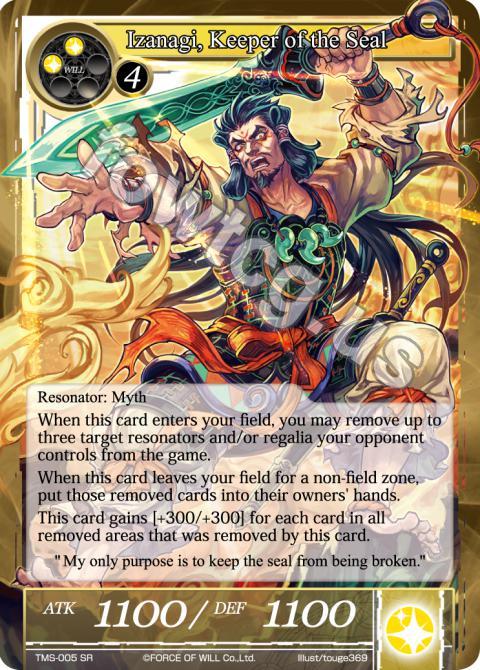 Izanagi, Keeper of the Seal
WILL
4
Resonator: Myth
When this card enters your field, you may remove up to
three target resonators and/or regalia your opponent
controls from the game.
When this card leaves your field for a non-field zone,
put those removed cards into their owners' hands.
This card gains [+300/+300] for each card in all
removed areas that was removed by this card.
"My only purpose is to keep the seal from being broken."
ATK 1100 / DEF 1100
TMS-005 SR ©FORCE OF WILL Co.,Ltd. Illust/touge369
fowtcg.us